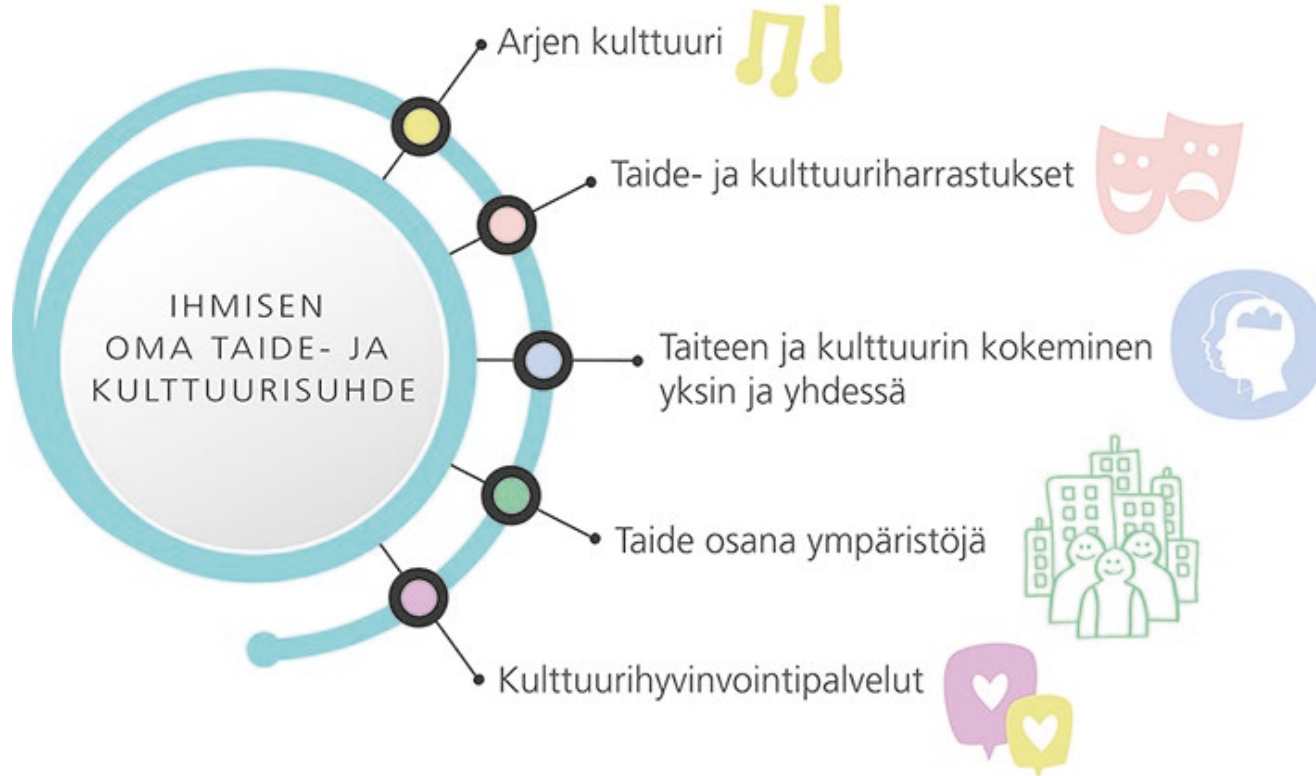 Arjen kulttuuri
Taide- ja kulttuuriharrastukset
IHMISEN
OMA TAIDE- JA
KULTTUURISUHDE
Taiteen ja kulttuurin kokeminen
yksin ja yhdessä
Taide osana ympäristöjä
Kulttuurihyvinvointipalvelut